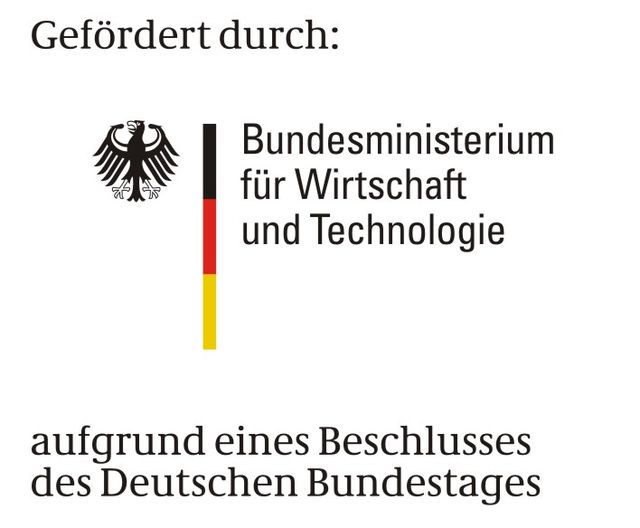 Gefördert durch:
Bundesministerium
für Wirtschaft
und Technologie
aufgrund eines Beschlusses
des Deutschen Bundestages